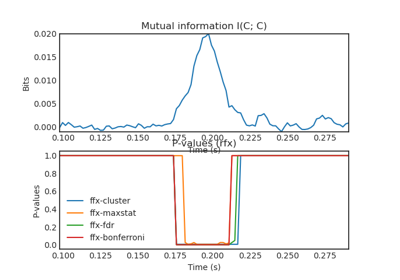 Mutual information I(C; C)
0.020
0.015
0.010
0.005
0.000
Bits
0.100 0.125 0.150 0.175 0.200 0.225 0.250 0.275
Time (s)
P-values (rfx)
1.0
0.8
0.6
0.4
0.2
0.0
P-values
ffx-cluster
ffx-maxstat
ffx-fdr
ffx-bonferroni
0.100 0.125 0.150 0.175 0.200 0.225 0.250 0.275
Time (s)